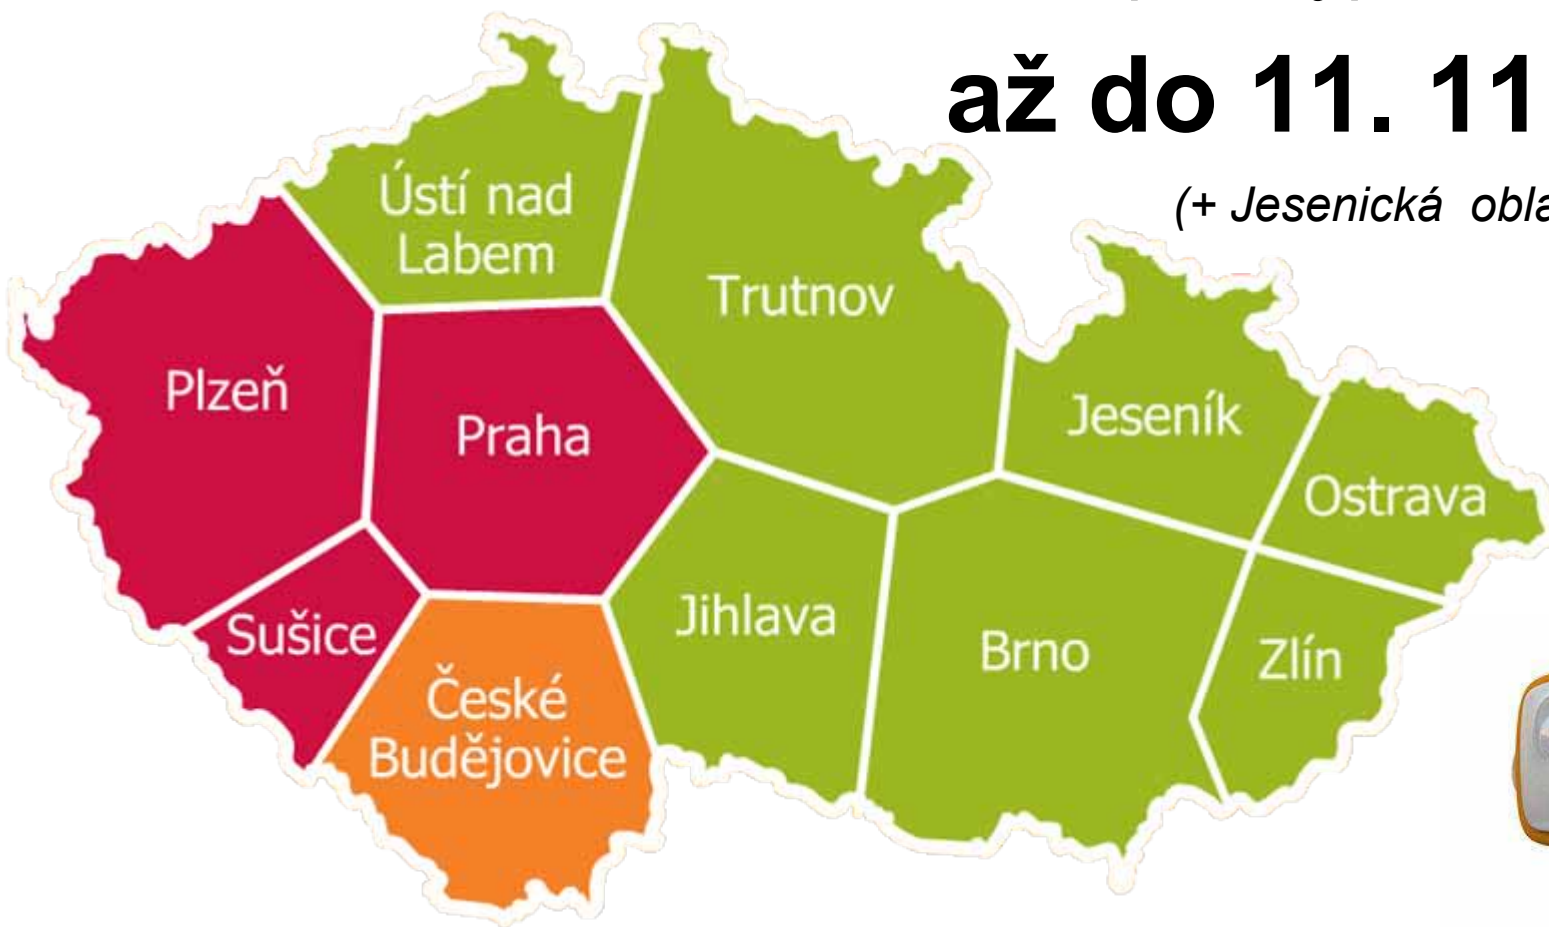 až do 11. 11
(+ Jesenická obla
Ústí nad
Labem
Trutnov
Plzeň
Praha
Jeseník
Ostrava
Sušice
Jihlava
Brno
Zlín
České
Budějovice